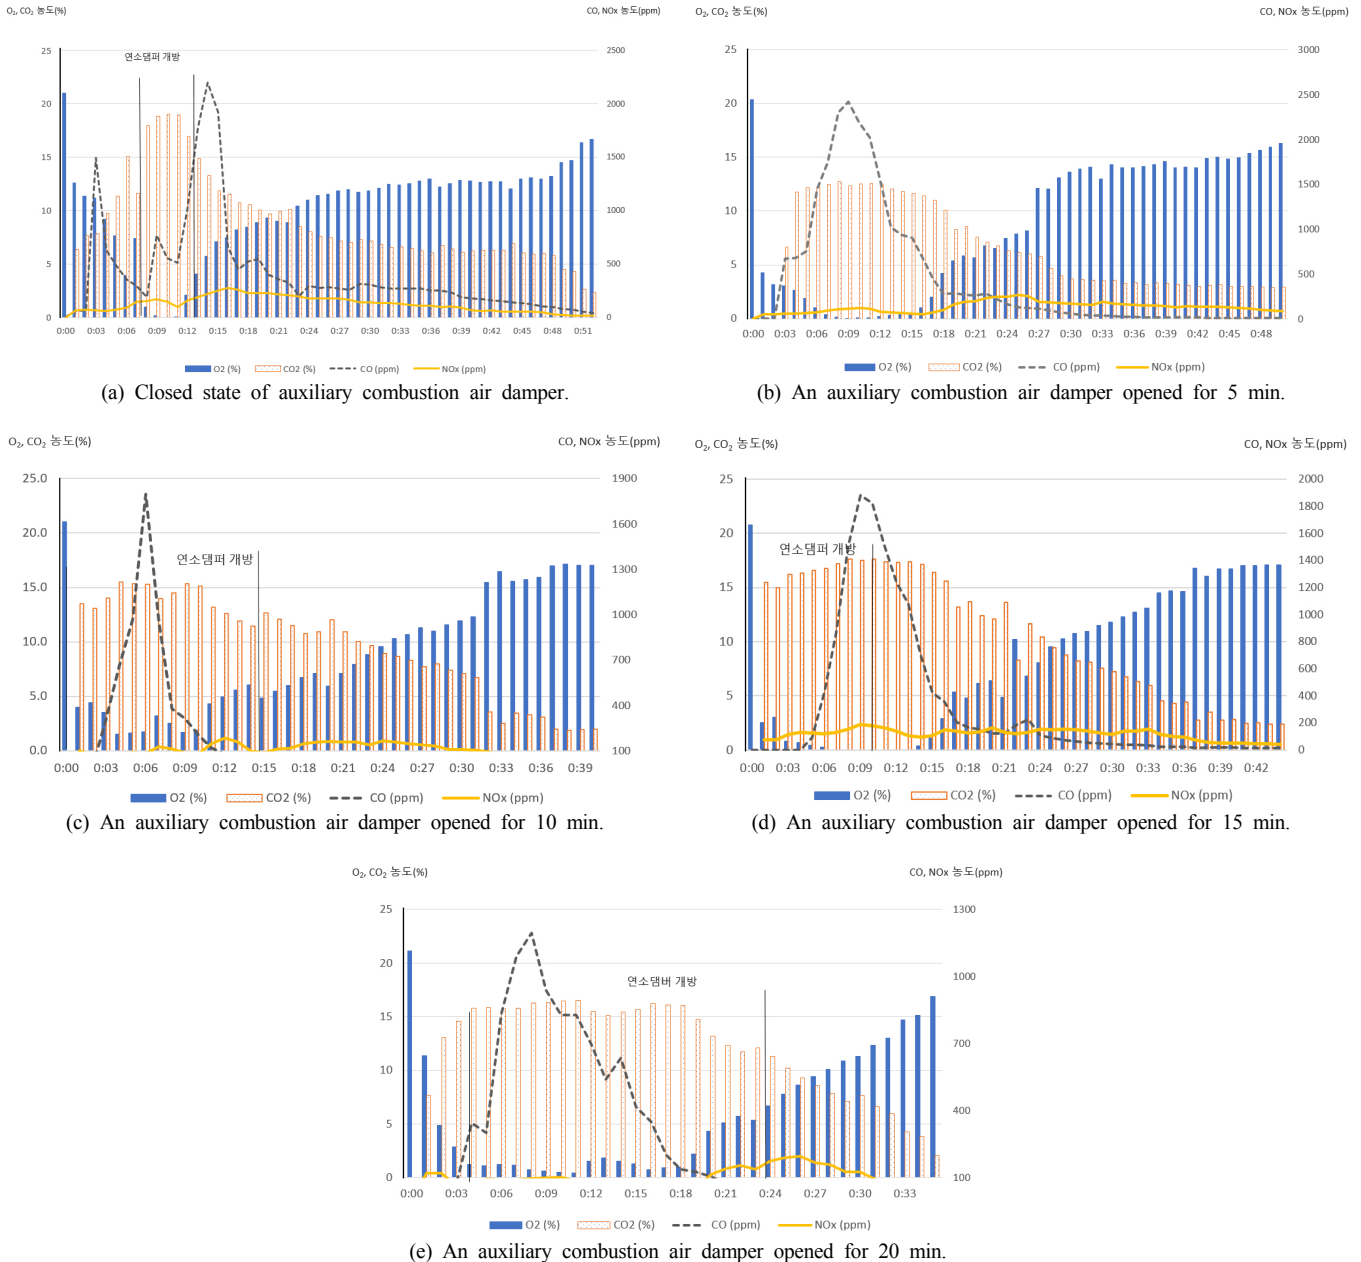 O₂, CO₂ 농도(%)
CO, NOx 농도(ppm)
연소댐퍼 개방
25
20
15
10
5
0
2500
2000
1500
1000
500
0
0:00 0:03 0:06 0:09 0:12 0:15 0:18 0:21 0:24 0:27 0:30 0:33 0:36 0:39 0:42 0:45 0:48 0:51
O2 (%) CO2 (%) CO (ppm) NOx (ppm)
(a) Closed state of auxiliary combustion air damper.
O₂, CO₂ 농도(%)
CO, NOx 농도(ppm)
25
20
15
10
5
0
3000
2500
2000
1500
1000
500
0
0:00 0:03 0:06 0:09 0:12 0:15 0:18 0:21 0:24 0:27 0:30 0:33 0:36 0:39 0:42 0:45 0:48
O2 (%) CO2 (%) CO (ppm) NOx (ppm)
(b) An auxiliary combustion air damper opened for 5 min.
O₂, CO₂ 농도(%)
CO, NOx 농도(ppm)
연소댐퍼 개방
25.0
20.0
15.0
10.0
5.0
0.0
1900
1600
1300
1000
700
400
100
0:00 0:03 0:06 0:09 0:12 0:15 0:18 0:21 0:24 0:27 0:30 0:33 0:36 0:39
O2 (%) CO2 (%) CO (ppm) NOx (ppm)
(c) An auxiliary combustion air damper opened for 10 min.
O₂, CO₂ 농도(%)
CO, NOx 농도(ppm)
연소댐퍼 개방
25
20
15
10
5
0
2000
1800
1600
1400
1200
1000
800
600
400
200
0
0:00 0:03 0:06 0:09 0:12 0:15 0:18 0:21 0:24 0:27 0:30 0:33 0:36 0:39 0:42
O2 (%) CO2 (%) CO (ppm) NOx (ppm)
(d) An auxiliary combustion air damper opened for 15 min.
O₂, CO₂ 농도(%)
CO, NOx 농도(ppm)
연소댐버 개방
25
20
15
10
5
0
1300
1000
700
400
100
0:00 0:03 0:06 0:09 0:12 0:15 0:18 0:21 0:24 0:27 0:30 0:33
O2 (%) CO2 (%) CO (ppm) NOx (ppm)
(e) An auxiliary combustion air damper opened for 20 min.